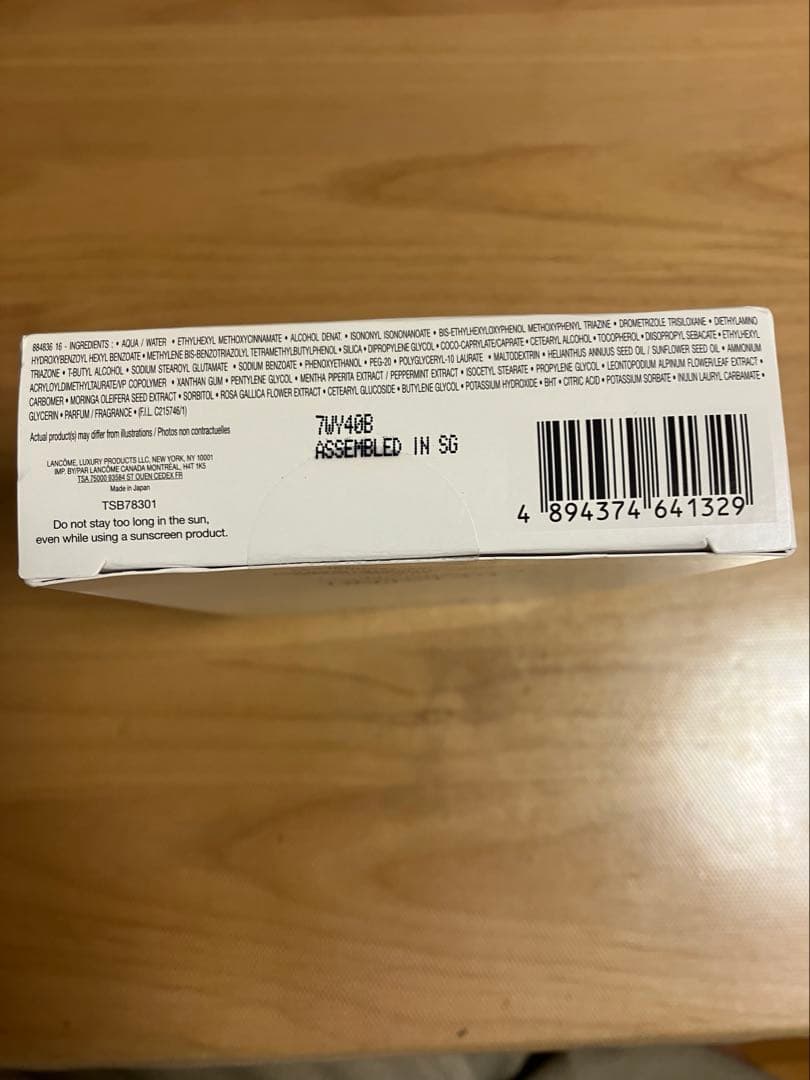 884836 16 - INGREDIENTS : • AQUA / WATER • ETHYLHEXYL METHOXYCINNAMATE • ALCOHOL DENAT. • ISONONYL ISONONANOATE • BIS-ETHYLHEXYLOXYPHENOL METHOXYPHENYL TRIAZINE • DROMETRIZOLE TRISILOXANE • DIETHYLAMINO
HYDROXYBENZOYL HEXYL BENZOATE • METHYLENE BIS-BENZOTRIAZOLYL TETRAMETHYLBUTYLPHENOL • SILICA • DIPROPYLENE GLYCOL • COCO-CAPRYLATE/CAPRATE • CETEARYL ALCOHOL • TOCOPHEROL • DIISOPROPYL SEBACATE • ETHYLHEXYL
TRIAZONE • T-BUTYL ALCOHOL • SODIUM STEAROYL GLUTAMATE • SODIUM BENZOATE • PHENOXYETHANOL • PEG-20 • POLYGLYCERYL-10 LAURATE • MALTODEXTRIN • HELIANTHUS ANNUUS SEED OIL / SUNFLOWER SEED OIL • AMMONIUM
ACRYLOYLDIMETHYLTAURATE/VP COPOLYMER • XANTHAN GUM • PENTYLENE GLYCOL • MENTHA PIPERITA EXTRACT / PEPPERMINT EXTRACT • ISOCETYL STEARATE • PROPYLENE GLYCOL • LEONTOPODIUM ALPINUM FLOWER/LEAF EXTRACT •
CARBOMER • MORINGA OLEIFERA SEED EXTRACT • SORBITOL • ROSA GALLICA FLOWER EXTRACT • CETEARYL GLUCOSIDE • BUTYLENE GLYCOL • POTASSIUM HYDROXIDE • BHT • CITRIC ACID • POTASSIUM SORBATE • INULIN LAURYL CARBAMATE •
GLYCERIN • PARFUM / FRAGRANCE • (F.I.L. C215746/1)
Actual product(s) may differ from illustrations / Photos non contractuelles
7WY40B
ASSEMBLED IN SG
LANCÔME, LUXURY PRODUCTS LLC, NEW YORK, NY 10001
IMP. BY/PAR LANCÔME CANADA MONTRÉAL, H4T 1K5
TSA 75000 93584 ST OUEN CEDEX FR
Made in Japan
TSB78301
Do not stay too long in the sun,
even while using a sunscreen product.
4 894374 641329